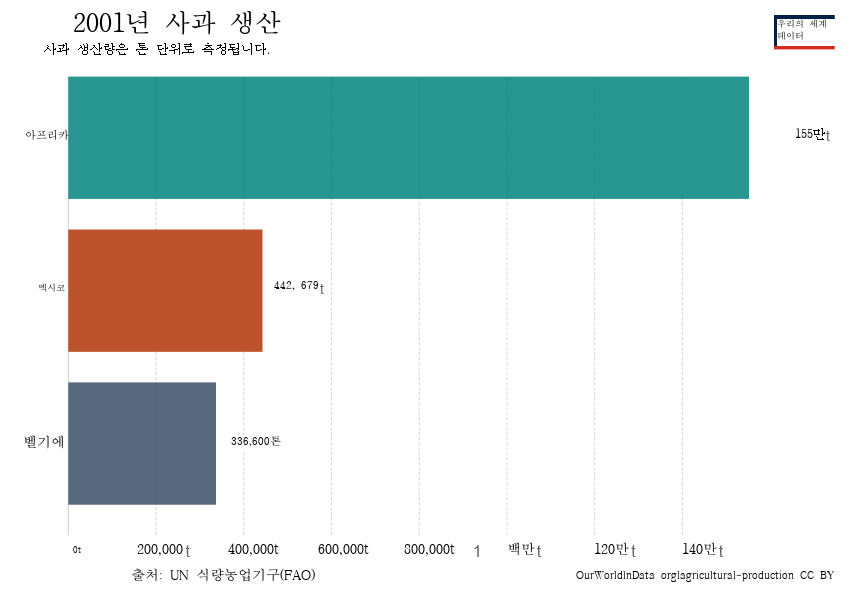 2001년 사과 생산
사과 생산량은 톤 단위로 측정됩니다.
우리의 세계
데이터
아프리카
155만t
멕시코
442, 679t
벨기에
336,600톤
0t 200,000t 400,000t 600,000t 800,000t 1 백만t 120만t 140만t
출처: UN 식량농업기구(FAO)
OurWorldInData org|agricultural-production CC BY